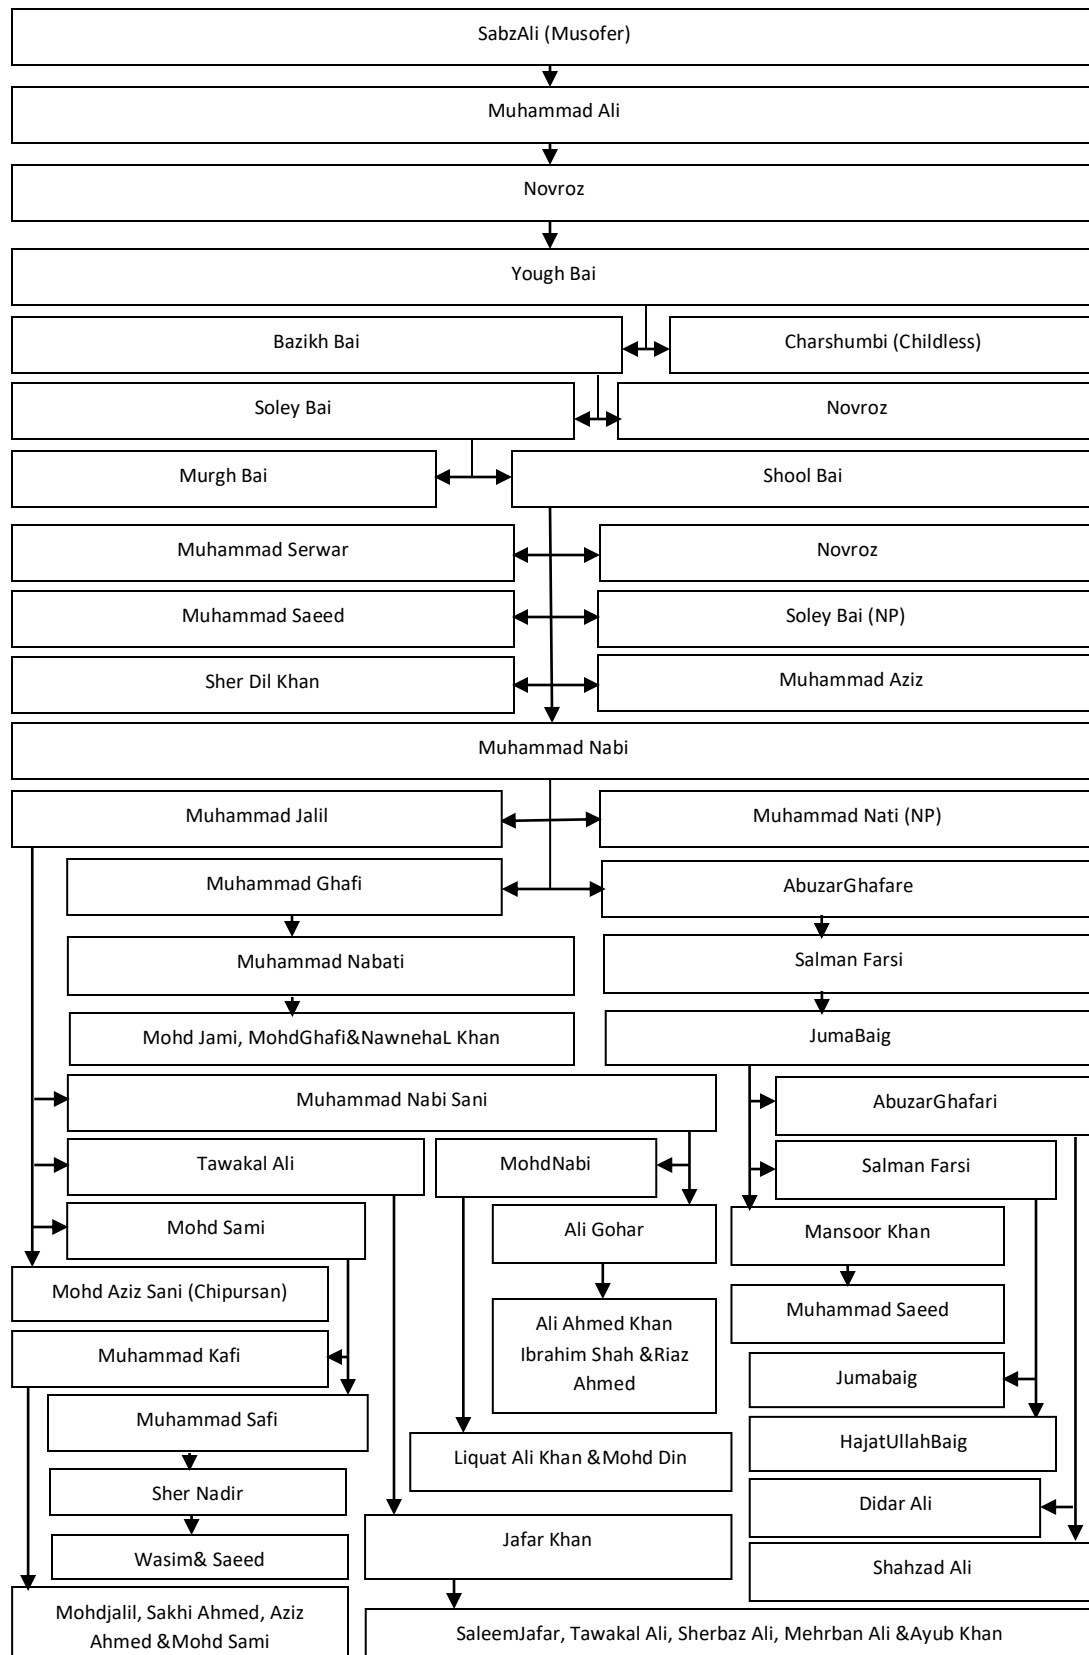 SabzAli (Musofer)
Muhammad Ali
Novroz
Yough Bai
Bazikh Bai
Charshumbi (Childless)
Soley Bai
Novroz
Murgh Bai
Shool Bai
Muhammad Serwar
Novroz
Muhammad Saeed
Soley Bai (NP)
Sher Dil Khan
Muhammad Aziz
Muhammad Nabi
Muhammad Jalil
Muhammad Nati (NP)
Muhammad Ghafi
AbuzarGhafare
Muhammad Nabati
Salman Farsi
Mohd Jami, MohdGhafi&NawnehaL Khan
JumaBaig
Muhammad Nabi Sani
AbuzarGhafari
Tawakal Ali
MohdNabi
Salman Farsi
Mohd Sami
Ali Gohar
Mansoor Khan
Mohd Aziz Sani (Chipursan)
Ali Ahmed Khan
Ibrahim Shah &Riaz
Ahmed
Muhammad Saeed
Muhammad Kafi
Jumabaig
Muhammad Safi
HajatUllahBaig
Liquat Ali Khan &Mohd Din
Sher Nadir
Didar Ali
Jafar Khan
Wasim& Saeed
Shahzad Ali
Mohdjalil, Sakhi Ahmed, Aziz
Ahmed &Mohd Sami
SaleemJafar, Tawakal Ali, Sherbaz Ali, Mehrban Ali &Ayub Khan